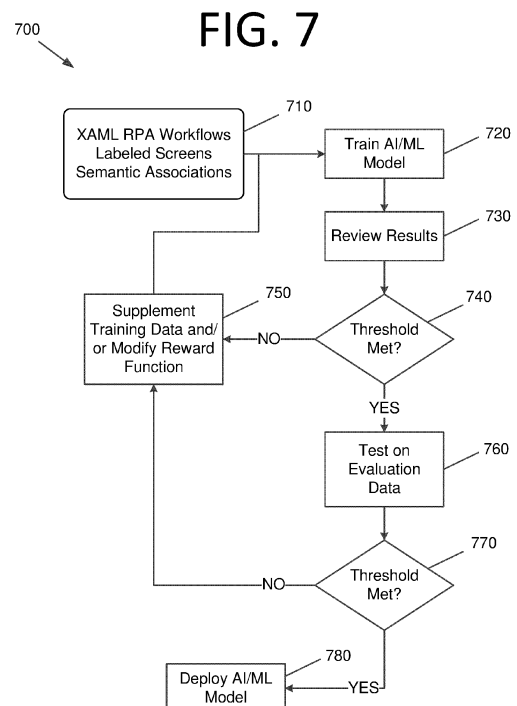 FIG. 7
700
710
XAML RPA Workflows
Labeled Screens
Semantic Associations
Train AI/ML
Model
720
730
Review Results
740
Threshold
Met?
750
Supplement
Training Data and/
or Modify Reward
Function
NO
YES
Test on
Evaluation
Data
760
770
Threshold
Met?
NO
780
Deploy AI/ML
Model
YES